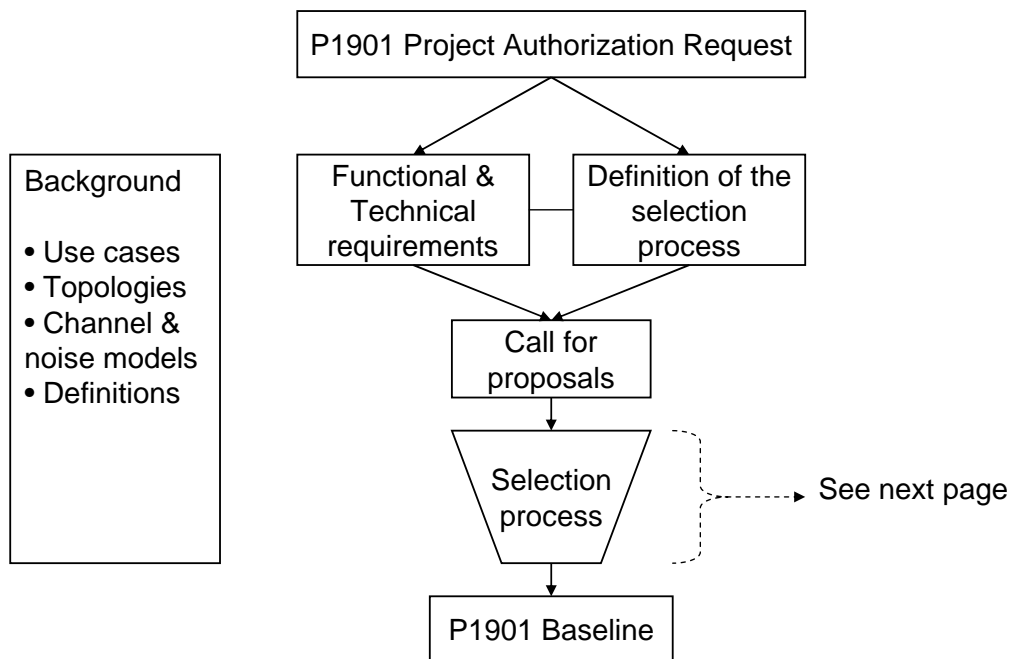 P1901 Project Authorization Request
Background
• Use cases
• Topologies
• Channel &
noise models
• Definitions
Functional &
Technical
requirements
Definition of the
selection
process
Call for
proposals
Selection
process
See next page
P1901 Baseline